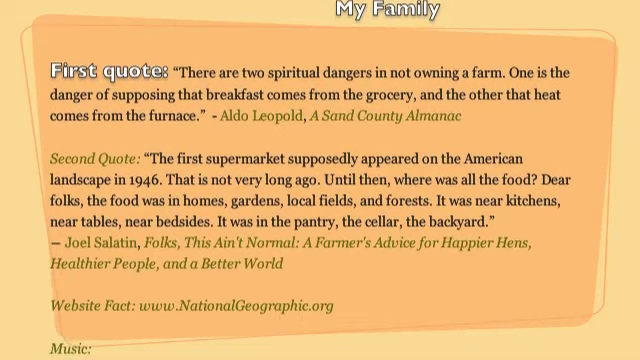 My Family
First quote: “There are two spiritual dangers in not owning a farm. One is the
danger of supposing that breakfast comes from the grocery, and the other that heat
comes from the furnace.”  - Aldo Leopold, A Sand County Almanac
Second Quote: “The first supermarket supposedly appeared on the American
landscape in 1946. That is not very long ago. Until then, where was all the food? Dear
folks, the food was in homes, gardens, local fields, and forests. It was near kitchens,
near tables, near bedsides. It was in the pantry, the cellar, the backyard.”
― Joel Salatin, Folks, This Ain't Normal: A Farmer's Advice for Happier Hens,
Healthier People, and a Better World
Website Fact: www.NationalGeographic.org
Music: